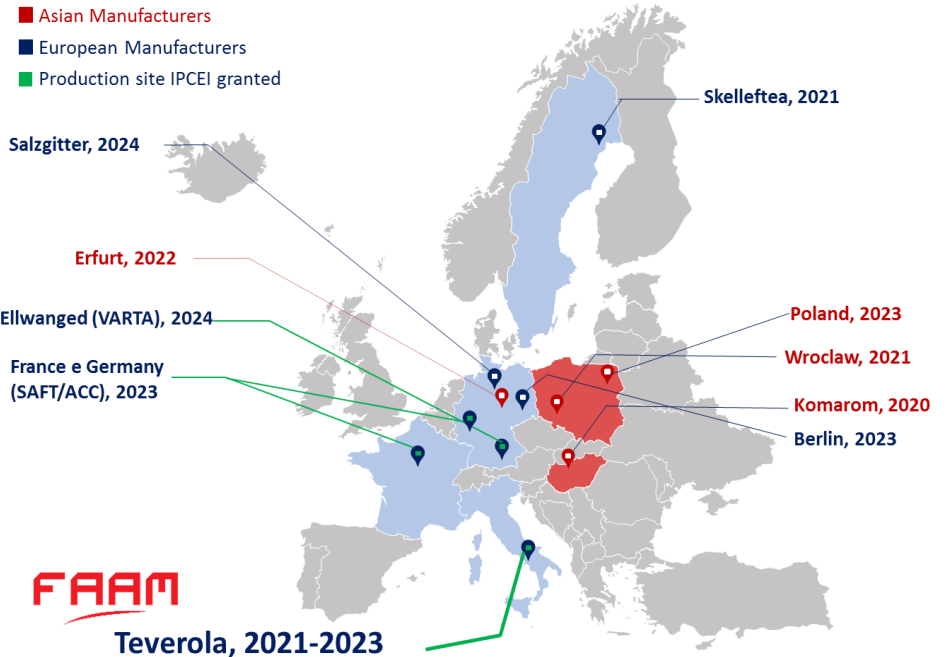 Asian Manufacturers
European Manufacturers
Production site IPCEI granted
Skelleftea, 2021
Salzgitter, 2024
Erfurt, 2022
Ellwanged (VARTA), 2024
France e Germany
(SAFT/ACC), 2023
Poland, 2023
Wroclaw, 2021
Komarom, 2020
Berlin, 2023
FAAM
Teverola, 2021-2023